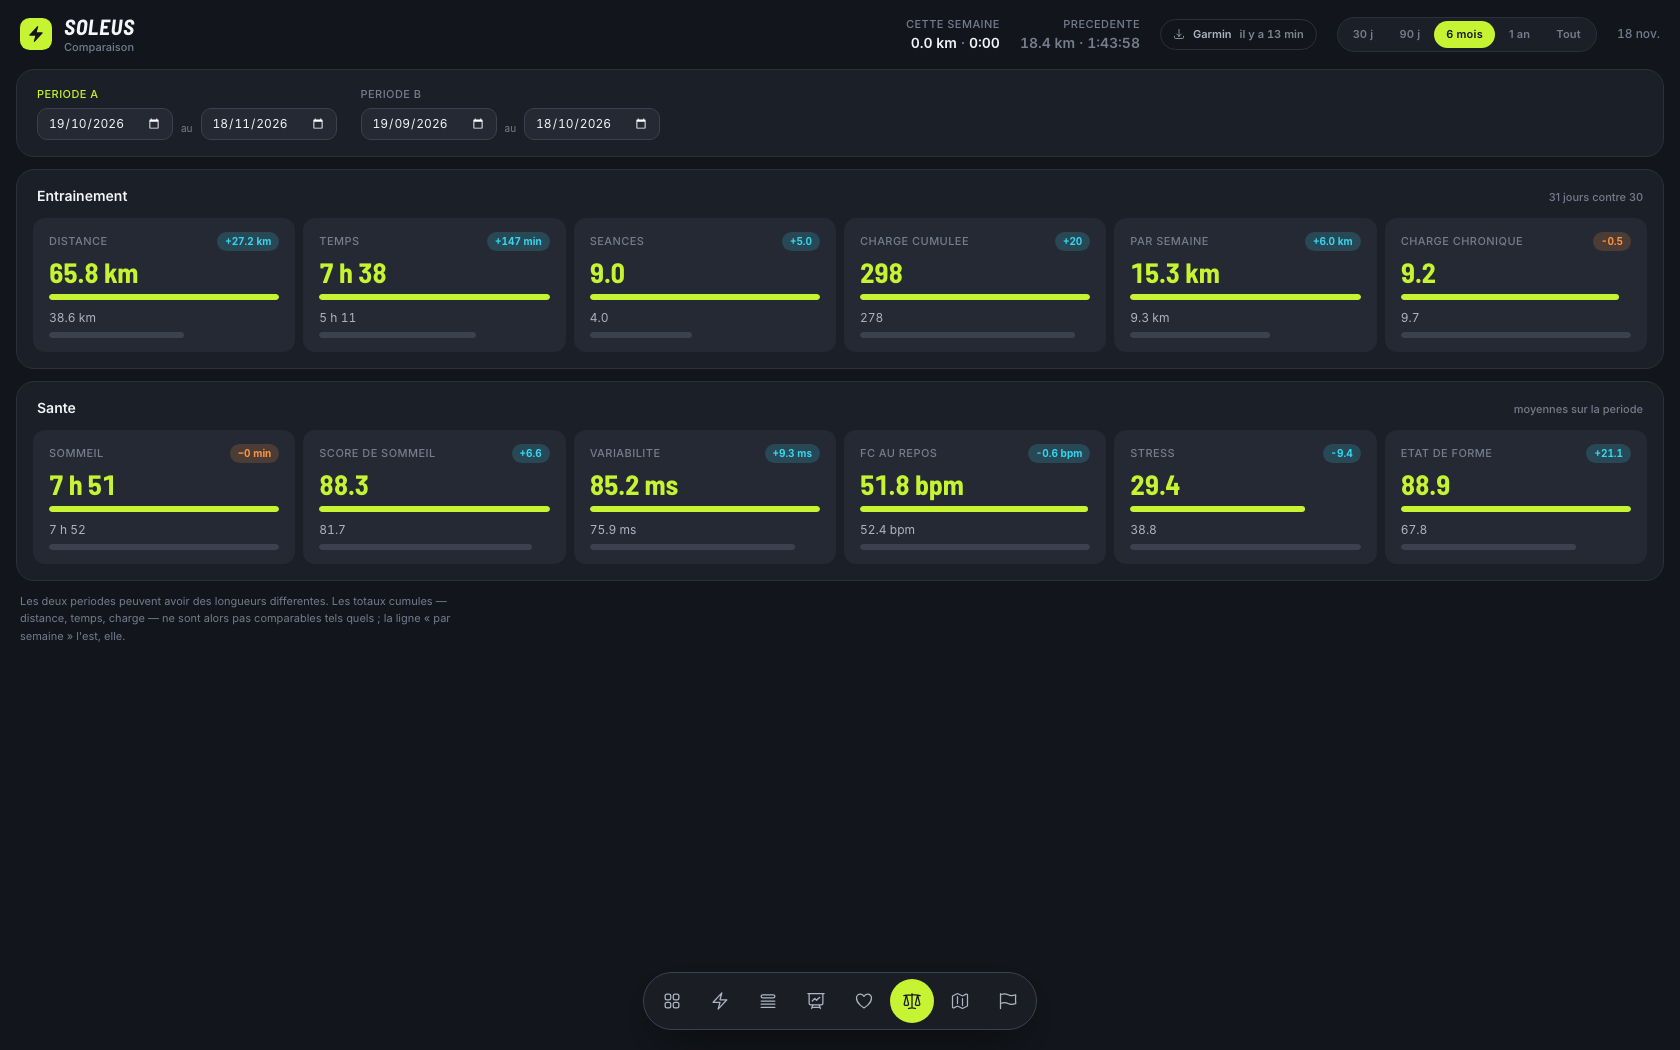 SOLEUS
Comparaison
CETTE SEMAINE
0.0 km · 0:00
PRECEDENTE
18.4 km · 1:43:58
Garmin il y a 13 min
30 j
90 j
6 mois
1 an
Tout
18 nov.
PERIODE A
19/10/2026 au 18/11/2026
PERIODE B
19/09/2026 au 18/10/2026
Entrainement
31 jours contre 30
DISTANCE +27.2 km
65.8 km
38.6 km
TEMPS +147 min
7 h 38
5 h 11
SEANCES +5.0
9.0
4.0
CHARGE CUMULEE +20
298
278
PAR SEMAINE +6.0 km
15.3 km
9.3 km
CHARGE CHRONIQUE -0.5
9.2
9.7
Sante
moyennes sur la periode
SOMMEIL −0 min
7 h 51
7 h 52
SCORE DE SOMMEIL +6.6
88.3
81.7
VARIABILITE +9.3 ms
85.2 ms
75.9 ms
FC AU REPOS -0.6 bpm
51.8 bpm
52.4 bpm
STRESS -9.4
29.4
38.8
ETAT DE FORME +21.1
88.9
67.8
Les deux periodes peuvent avoir des longueurs differentes. Les totaux cumules —
distance, temps, charge — ne sont alors pas comparables tels quels ; la ligne « par
semaine » l'est, elle.